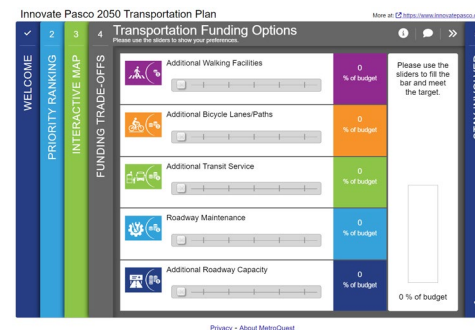 Innovate Pasco 2050 Transportation Plan
More at: https://www.innovatepasco.c
WELCOME
2
PRIORITY RANKING
3
INTERACTIVE MAP
4
FUNDING TRADE-OFFS
Transportation Funding Options
Please use the sliders to show your preferences.
Additional Walking Facilities
0
% of budget
Additional Bicycle Lanes/Paths
0
% of budget
Additional Transit Service
0
% of budget
Roadway Maintenance
0
% of budget
Additional Roadway Capacity
0
% of budget
Please use the
sliders to fill the
bar and meet
the target.
0 % of budget
Privacy - About MetroQuest